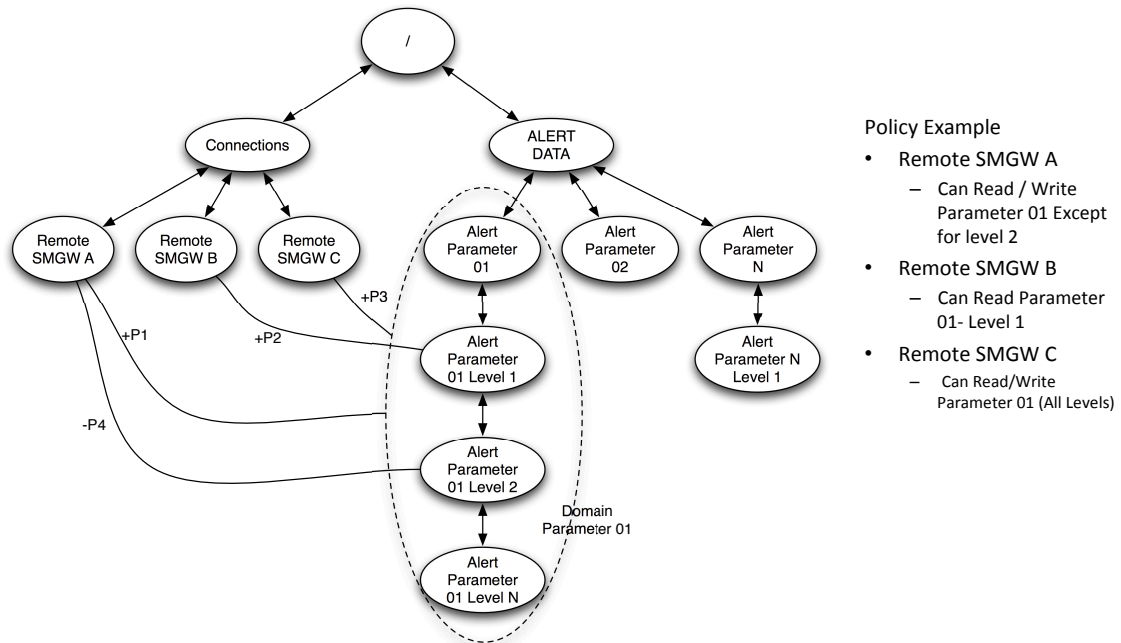 /
Connections
ALERT
DATA
Remote
SMGW A
Remote
SMGW B
Remote
SMGW C
Alert
Parameter
01
Alert
Parameter
02
Alert
Parameter
N
+P3
+P1
+P2
Alert
Parameter
01 Level 1
Alert
Parameter N
Level 1
-P4
Alert
Parameter
01 Level 2
Domain
Parameter 01
Alert
Parameter
01 Level N
Policy Example
• Remote SMGW A
– Can Read / Write
Parameter 01 Except
for level 2
• Remote SMGW B
– Can Read Parameter
01- Level 1
• Remote SMGW C
– Can Read/Write
Parameter 01 (All Levels)